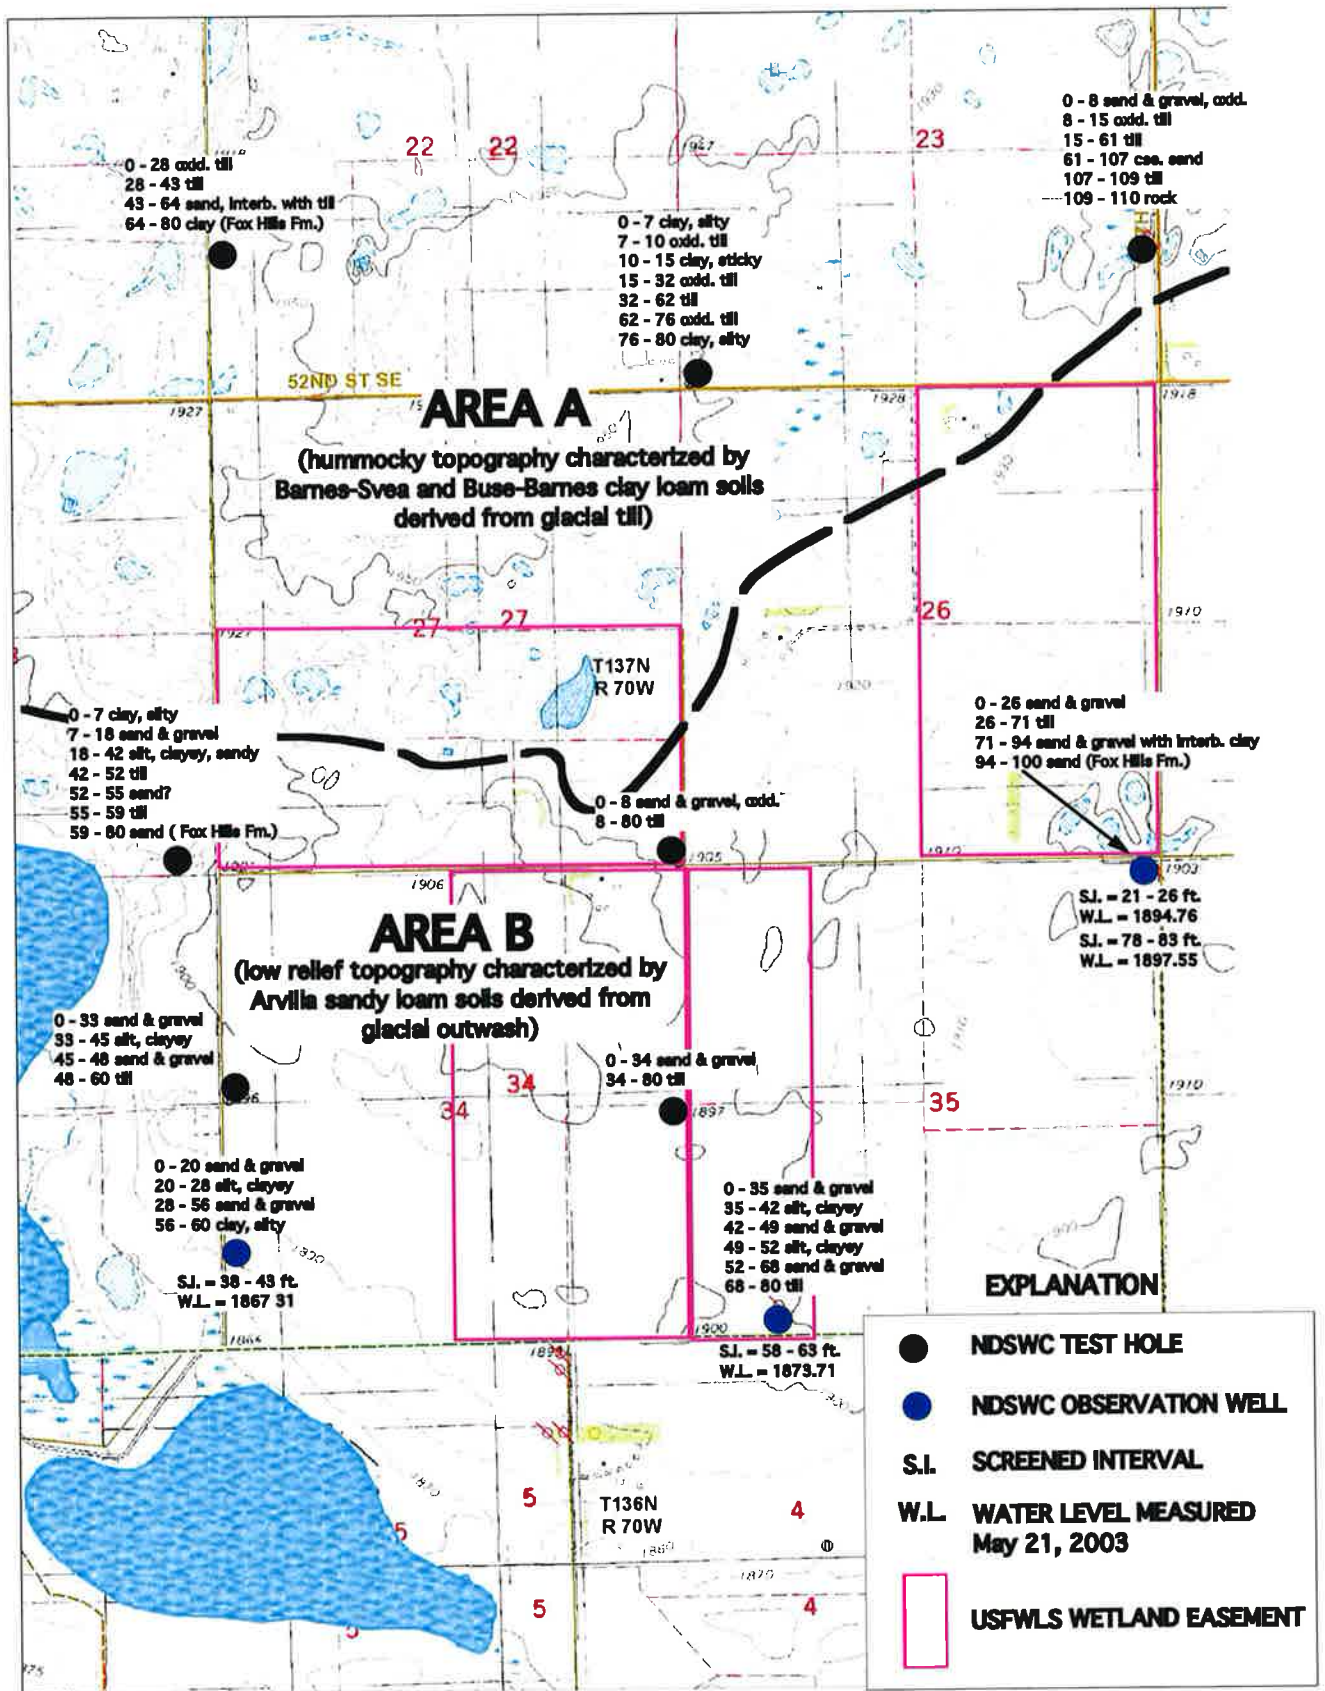 22
22
23
0 - 8 sand & gravel, oxid.
8 - 15 oxid. till
15 - 61 till
61 - 107 cse. sand
107 - 109 till
109 - 110 rock
0 - 28 oxid. till
28 - 43 till
43 - 64 sand, interb. with till
64 - 80 clay (Fox Hills Fm.)
0 - 7 clay, silty
7 - 10 oxid. till
10 - 15 clay, sticky
15 - 32 oxid. till
32 - 62 till
62 - 76 oxid. till
76 - 80 clay, silty
1930
52ND ST SE
1927
1928
1918
AREA A
(hummocky topography characterized by
Barnes-Svea and Buse-Barnes clay loam soils
derived from glacial till)
1930
27
27
26
1910
1920
T137N
R 70W
0 - 7 clay, silty
7 - 18 sand & gravel
18 - 42 silt, clayey, sandy
42 - 52 till
52 - 55 sand?
55 - 59 till
59 - 80 sand ( Fox Hills Fm.)
0 - 8 sand & gravel, oxid.
8 - 80 till
0 - 26 sand & gravel
26 - 71 till
71 - 94 sand & gravel with interb. clay
94 - 100 sand (Fox Hills Fm.)
1905
1903
1906
S.I. = 21 - 26 ft.
W.L. = 1894.76
S.I. = 78 - 83 ft.
W.L. = 1897.55
AREA B
(low relief topography characterized by
Arvilla sandy loam soils derived from
glacial outwash)
1900
1910
0 - 33 sand & gravel
33 - 45 silt, clayey
45 - 48 sand & gravel
48 - 60 till
0 - 34 sand & gravel
34 - 80 till
34
34
1897
35
1910
0 - 20 sand & gravel
20 - 28 silt, clayey
28 - 56 sand & gravel
56 - 60 clay, silty
S.I. = 38 - 43 ft.
W.L. = 1867 31
0 - 35 sand & gravel
35 - 42 silt, clayey
42 - 49 sand & gravel
49 - 52 silt, clayey
52 - 68 sand & gravel
68 - 80 till
1900
S.I. = 58 - 63 ft.
W.L. = 1873.71
5
5
T136N
R 70W
4
1860
1870
5
4
EXPLANATION
NDSWC TEST HOLE
NDSWC OBSERVATION WELL
S.I. SCREENED INTERVAL
W.L. WATER LEVEL MEASURED
May 21, 2003
USFWLS WETLAND EASEMENT